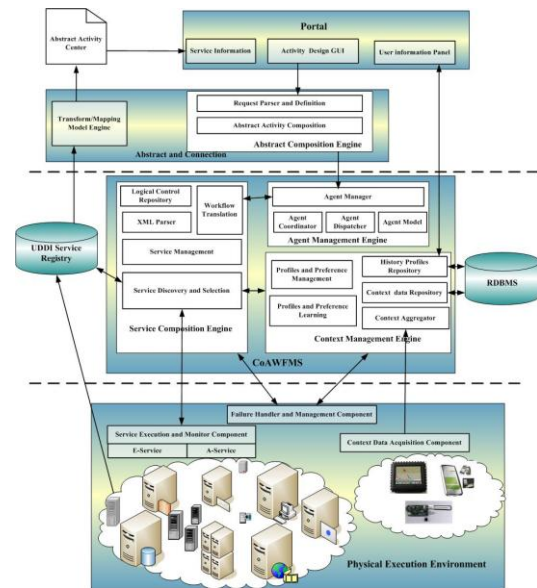 Portal
Abstract Activity
Center
Service Information
Activity Design GUI
User information Panel
Transform/Mapping
Model Engine
Request Parser and Definition
Abstract Activity Composition
Abstract Composition Engine
Abstract and Connection
Logical Control
Repository
Workflow
Translation
XML Parser
Service Management
Service Discovery and Selection
Service Composition Engine
Agent Manager
Agent
Coordinator
Agent
Dispatcher
Agent Model
Agent Management Engine
UDDI Service
Registry
Profiles and Preference
Management
Profiles and Preference
Learning
History Profiles
Repository
Context data Repository
Context Aggregator
Context Management Engine
RDBMS
CoAWFMS
Failure Handler and Management Component
Service Execution and Monitor Component
E-Service
A-Service
Context Data Acquisition Component
Physical Execution Environment